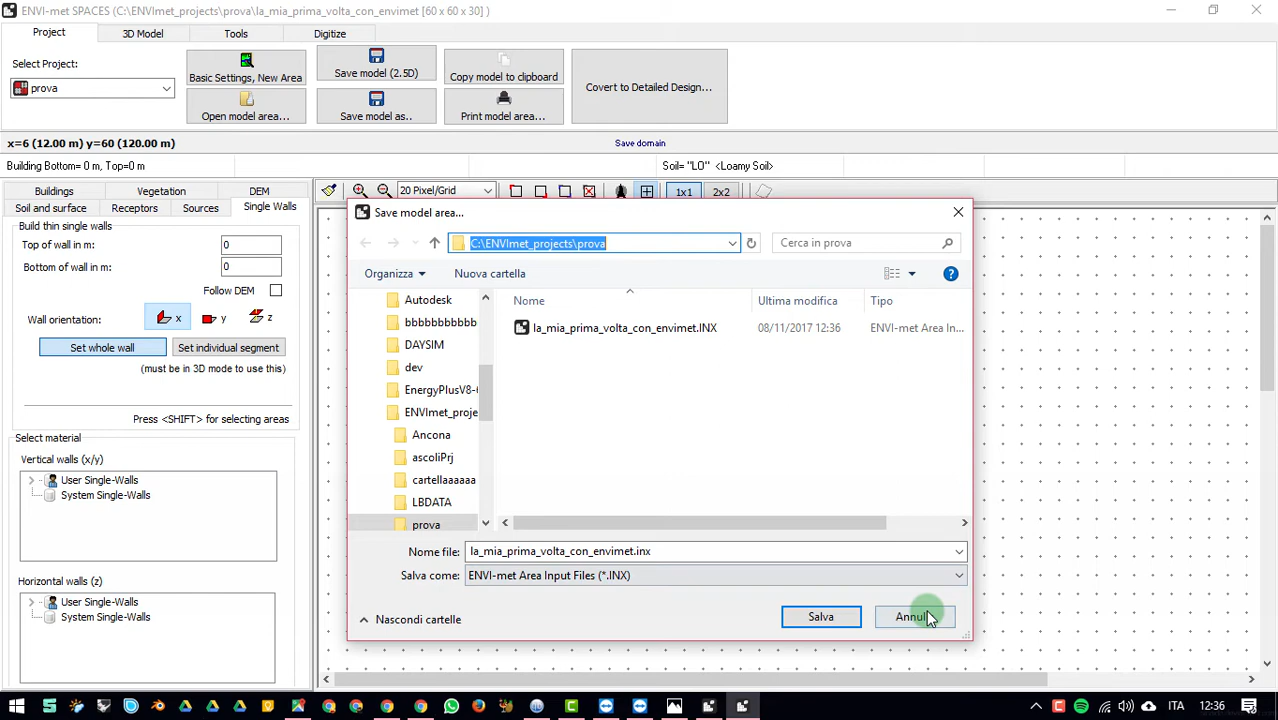 ENVI-met SPACES (C:\ENVImet_projects\prova\la_mia_prima_volta_con_envimet [60 x 60 x 30] )
Project
3D Model
Tools
Digitize
Select Project:
prova
Basic Settings, New Area
Open model area...
Save model (2.5D)
Save model as..
Copy model to clipboard
Print model area...
Covert to Detailed Design...
x=6 (12.00 m) y=60 (120.00 m)
Save domain
Building Bottom= 0 m, Top=0 m
Soil= "LO" <Loamy Soil>
Buildings
Vegetation
DEM
Soil and surface
Receptors
Sources
Single Walls
20 Pixel/Grid
1x1
2x2
Build thin single walls
Top of wall in m:
0
Bottom of wall in m:
0
Follow DEM
Wall orientation:
x
y
z
Set whole wall
Set individual segment
(must be in 3D mode to use this)
Press <SHIFT> for selecting areas
Select material
Vertical walls (x/y)
User Single-Walls
System Single-Walls
Horizontal walls (z)
User Single-Walls
System Single-Walls
Save model area...
C:\ENVImet_projects\prova
Cerca in prova
Organizza
Nuova cartella
Autodesk
bbbbbbbbbbb
DAYSIM
dev
EnergyPlusV8-
ENVImet_proje
Ancona
ascoliPrj
cartellaaaaaa
LBDATA
prova
Nome
Ultima modifica
Tipo
la_mia_prima_volta_con_envimet.INX
08/11/2017 12:36
ENVI-met Area In...
Nome file:
la_mia_prima_volta_con_envimet.inx
Salva come:
ENVI-met Area Input Files (*.INX)
Nascondi cartelle
Salva
Annul
ITA
12:36